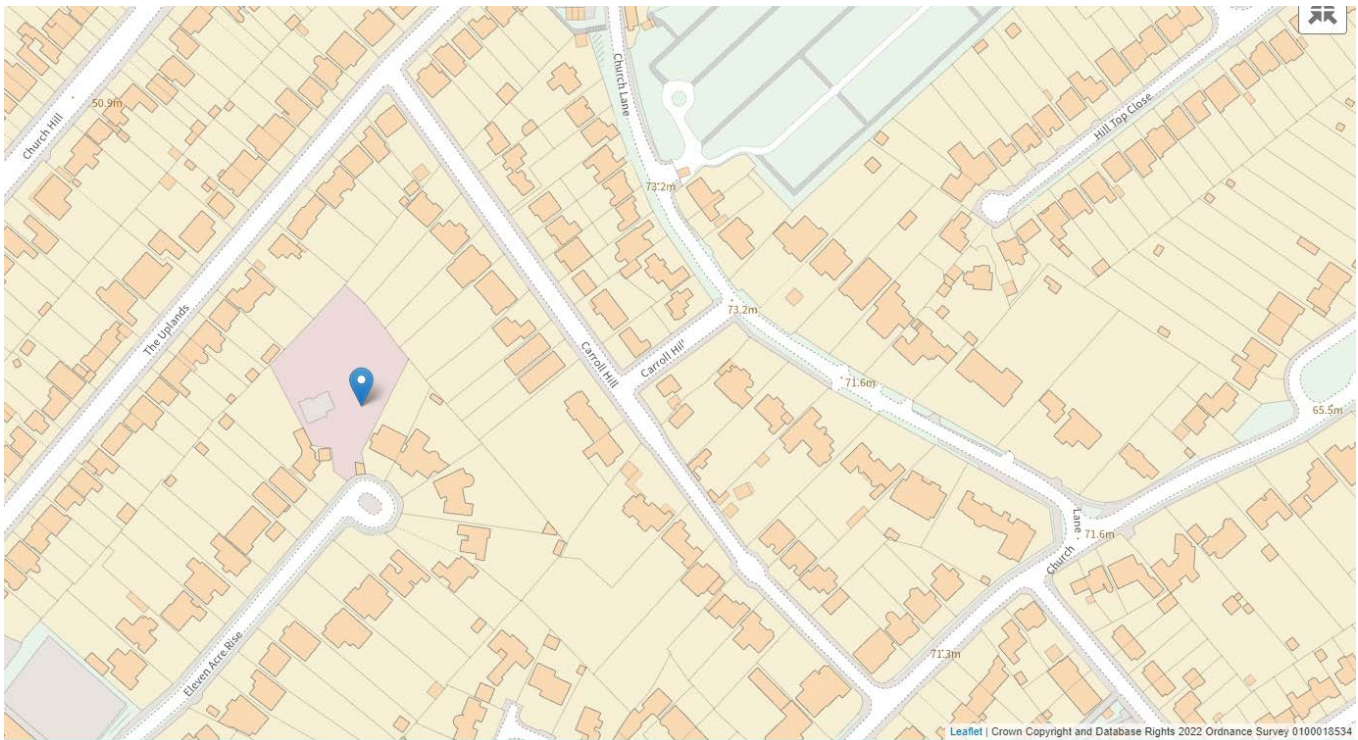 Church Hill
50.9m
The Uplands
Church Lane
73.2m
Hill Top Close
73.2m
Carroll Hill
Carroll Hil'
71.6m
65.5m
Church Lane
71.6m
71.3m
Eleven Acre Rise
Leaflet | Crown Copyright and Database Rights 2022 Ordnance Survey 0100018534